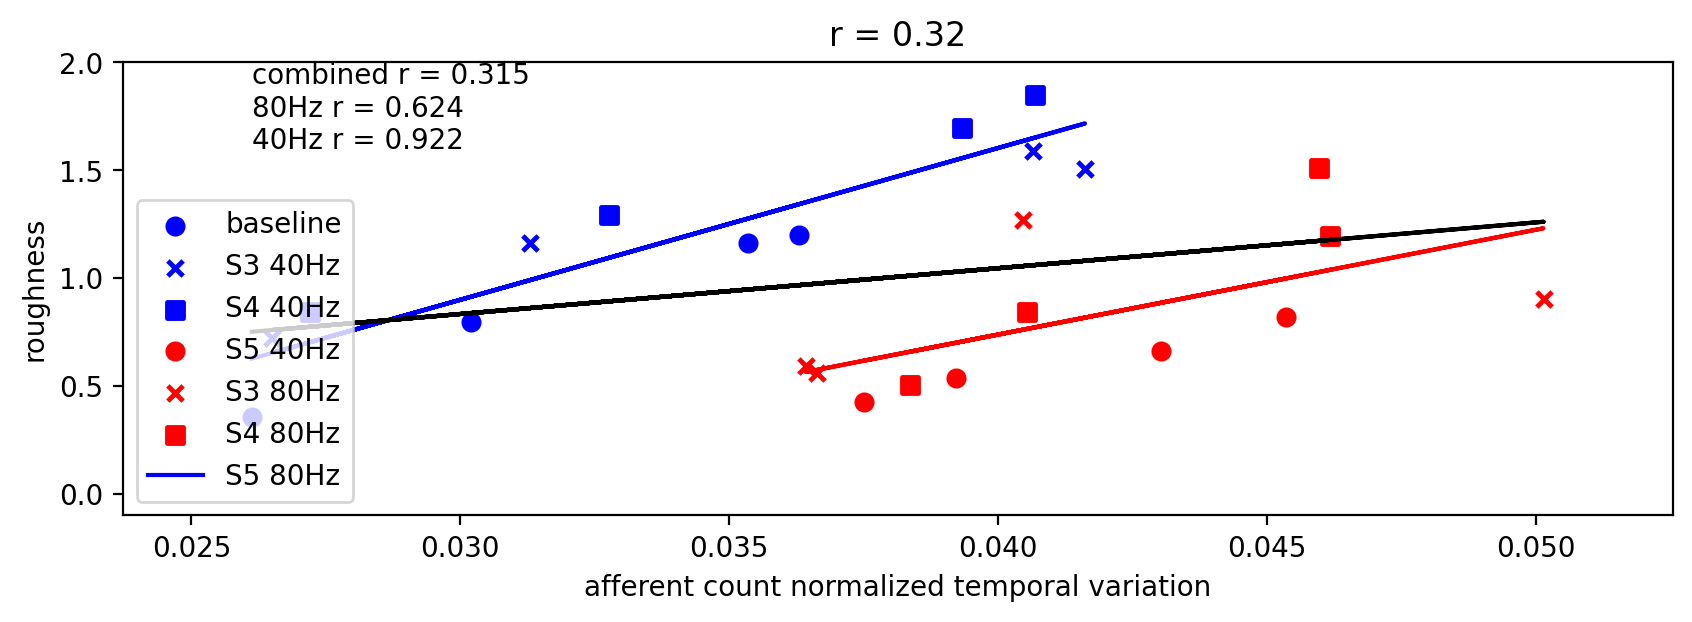 r = 0.32
combined r = 0.315
80Hz r = 0.624
40Hz r = 0.922
2.0
1.5
1.0
0.5
0.0
roughness
baseline
S3 40Hz
S4 40Hz
S5 40Hz
S3 80Hz
S4 80Hz
S5 80Hz
0.025 0.030 0.035 0.040 0.045 0.050
afferent count normalized temporal variation